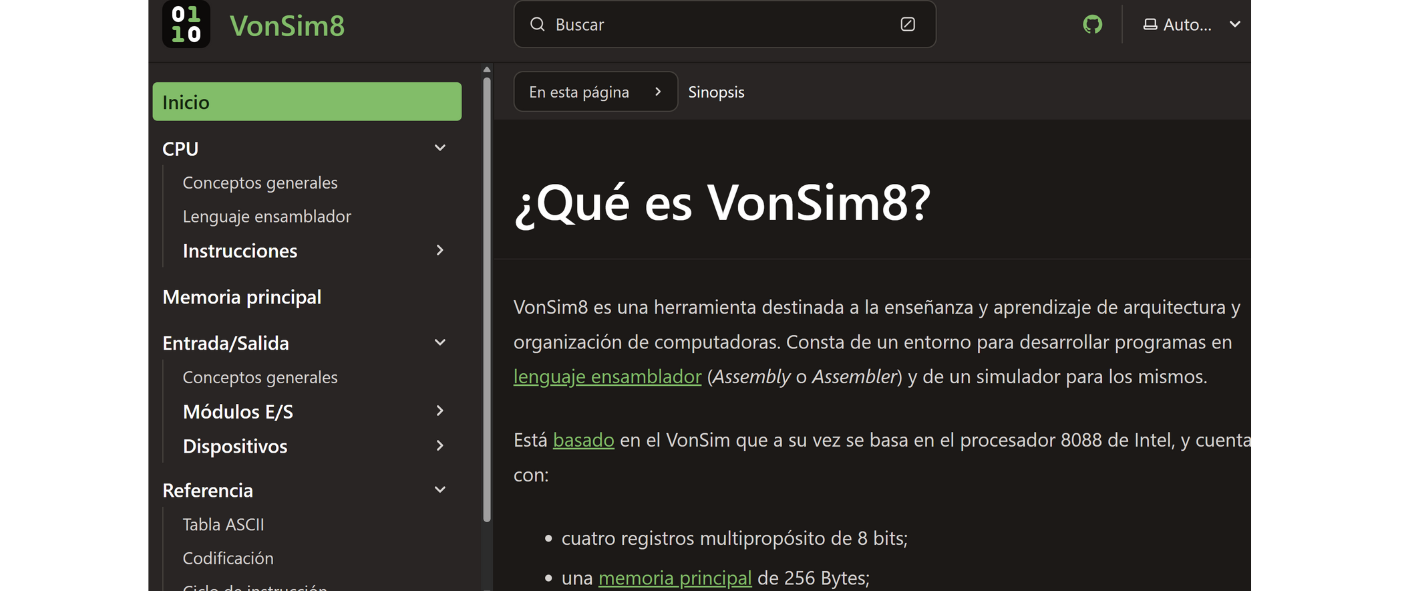 01
10
VonSim8
Buscar
Auto...
Inicio
CPU
Conceptos generales
Lenguaje ensamblador
Instrucciones
Memoria principal
Entrada/Salida
Conceptos generales
Módulos E/S
Dispositivos
Referencia
Tabla ASCII
Codificación
Ciclo de instrucción
En esta página
Sinopsis
¿Qué es VonSim8?
VonSim8 es una herramienta destinada a la enseñanza y aprendizaje de arquitectura y
organización de computadoras. Consta de un entorno para desarrollar programas en
lenguaje ensamblador (Assembly o Assembler) y de un simulador para los mismos.
Está basado en el VonSim que a su vez se basa en el procesador 8088 de Intel, y cuenta
con:
• cuatro registros multipropósito de 8 bits;
• una memoria principal de 256 Bytes;